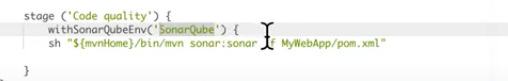 stage ('Code quality') {
withSonarQubeEnv('SonarQube') {
sh "${mvnHome}/bin/mvn sonar:sonar f MyWebApp/pom.xml"
}